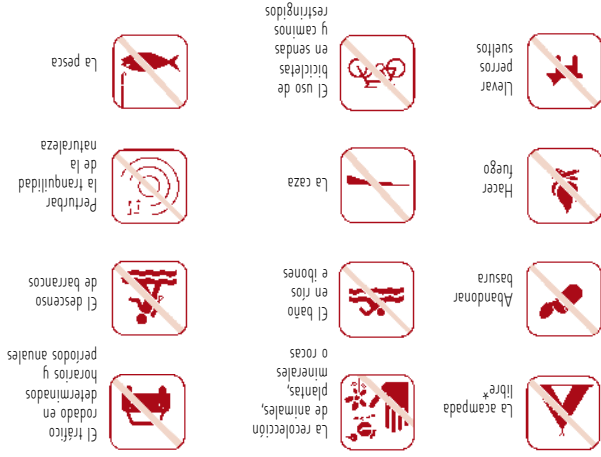 La acampada
libre*
La recolección
de animales,
plantas,
minerales
o rocas
El tráfico
rodado en
determinados
horarios y
períodos anuales
Abandonar
basura
El baño
en ríos
e ibones
El descenso
de barrancos
Hacer
fuego
La caza
Perturbar
la tranquilidad
de la
naturaleza
Llevar
perros
sueltos
El uso de
bicicletas
en sendas
y caminos
restringidos
La pesca